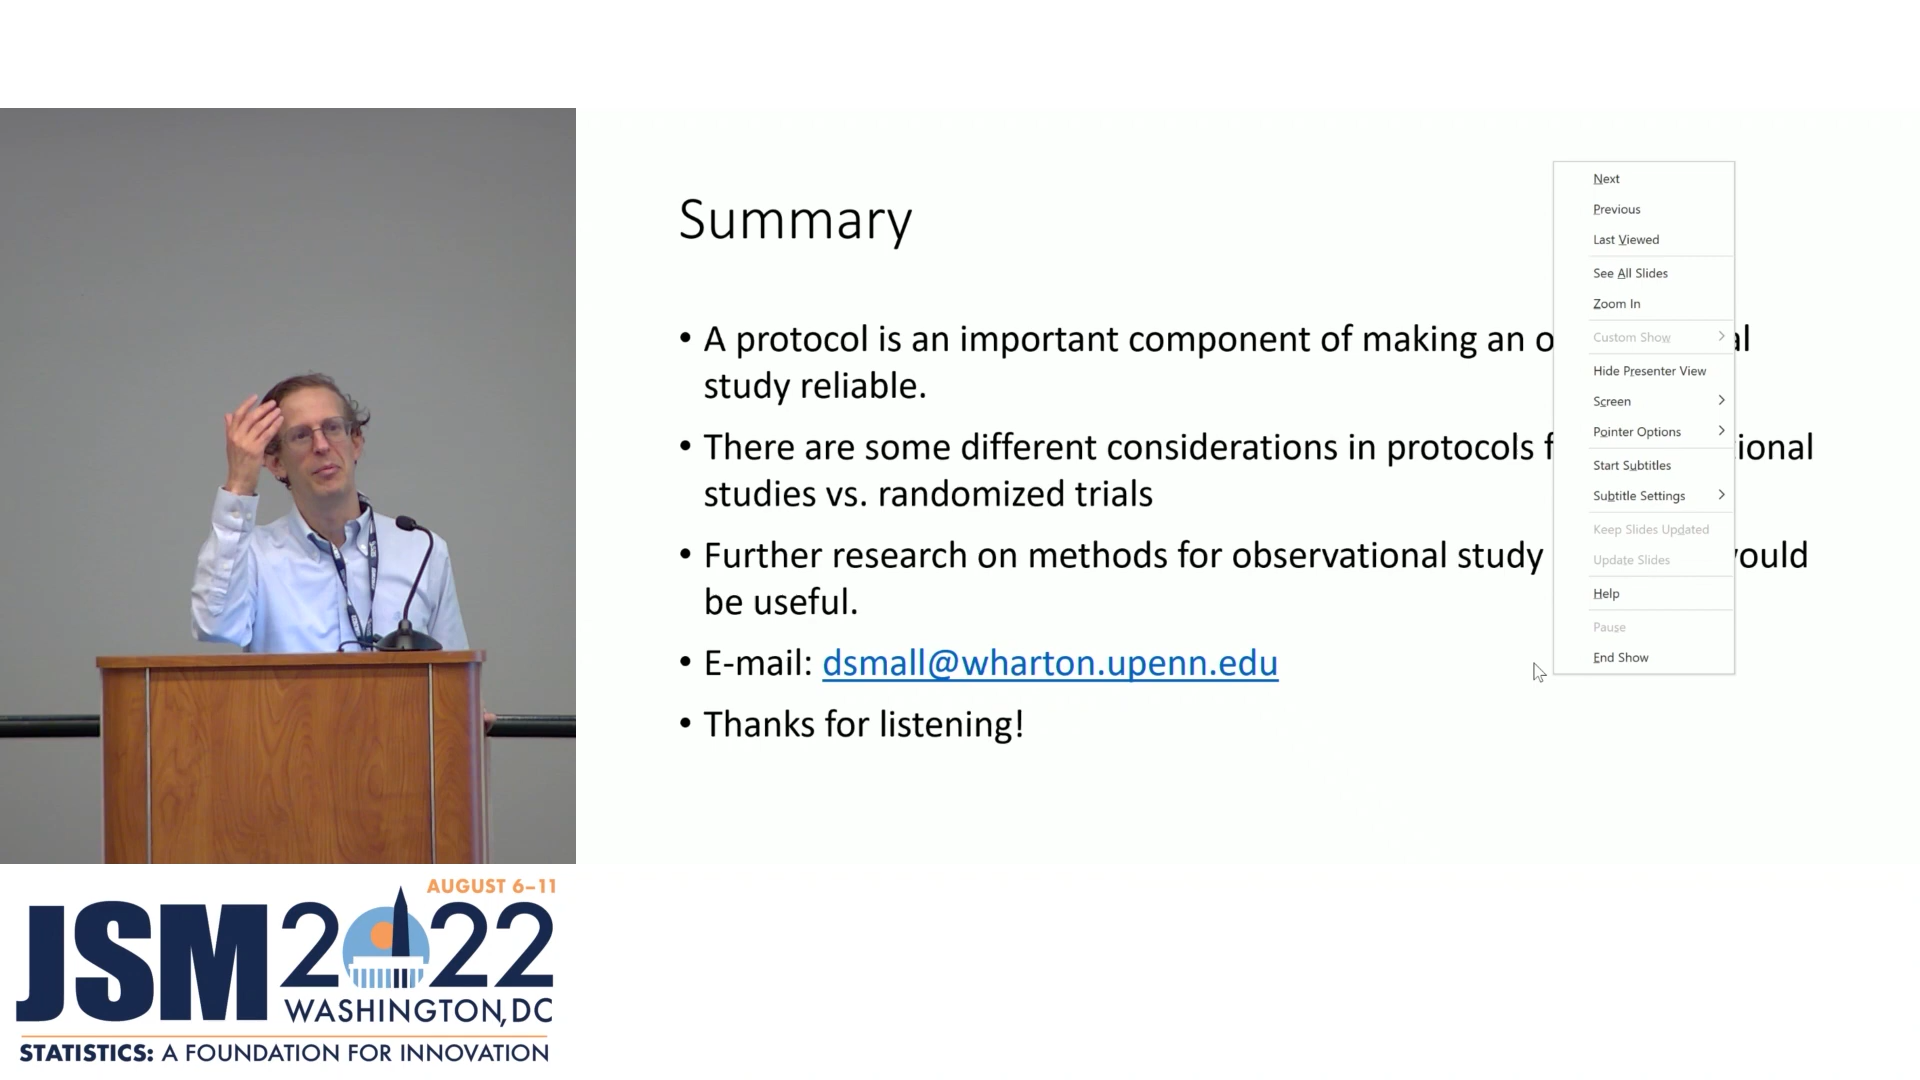 Summary
• A protocol is an important component of making an o al
study reliable.
• There are some different considerations in protocols f ional
studies vs. randomized trials
• Further research on methods for observational study ould
be useful.
• E-mail: dsmall@wharton.upenn.edu
• Thanks for listening!
Next
Previous
Last Viewed
See All Slides
Zoom In
Custom Show
Hide Presenter View
Screen
Pointer Options
Start Subtitles
Subtitle Settings
Keep Slides Updated
Update Slides
Help
Pause
End Show
AUGUST 6–11
JSM 2022
WASHINGTON, DC
STATISTICS: A FOUNDATION FOR INNOVATION